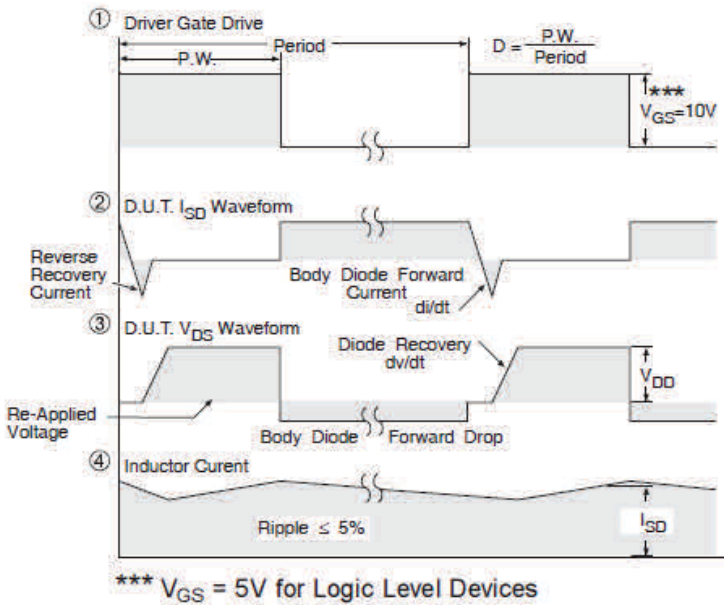 ① Driver Gate Drive
Period
P.W.
D = P.W.
Period
***
VGS=10V
② D.U.T. ISD Waveform
Reverse
Recovery
Current
Body Diode Forward
Current
di/dt
③ D.U.T. VDS Waveform
Diode Recovery
dv/dt
VDD
Re-Applied
Voltage
Body Diode Forward Drop
④ Inductor Curent
Ripple ≤ 5%
ISD
*** VGS = 5V for Logic Level Devices